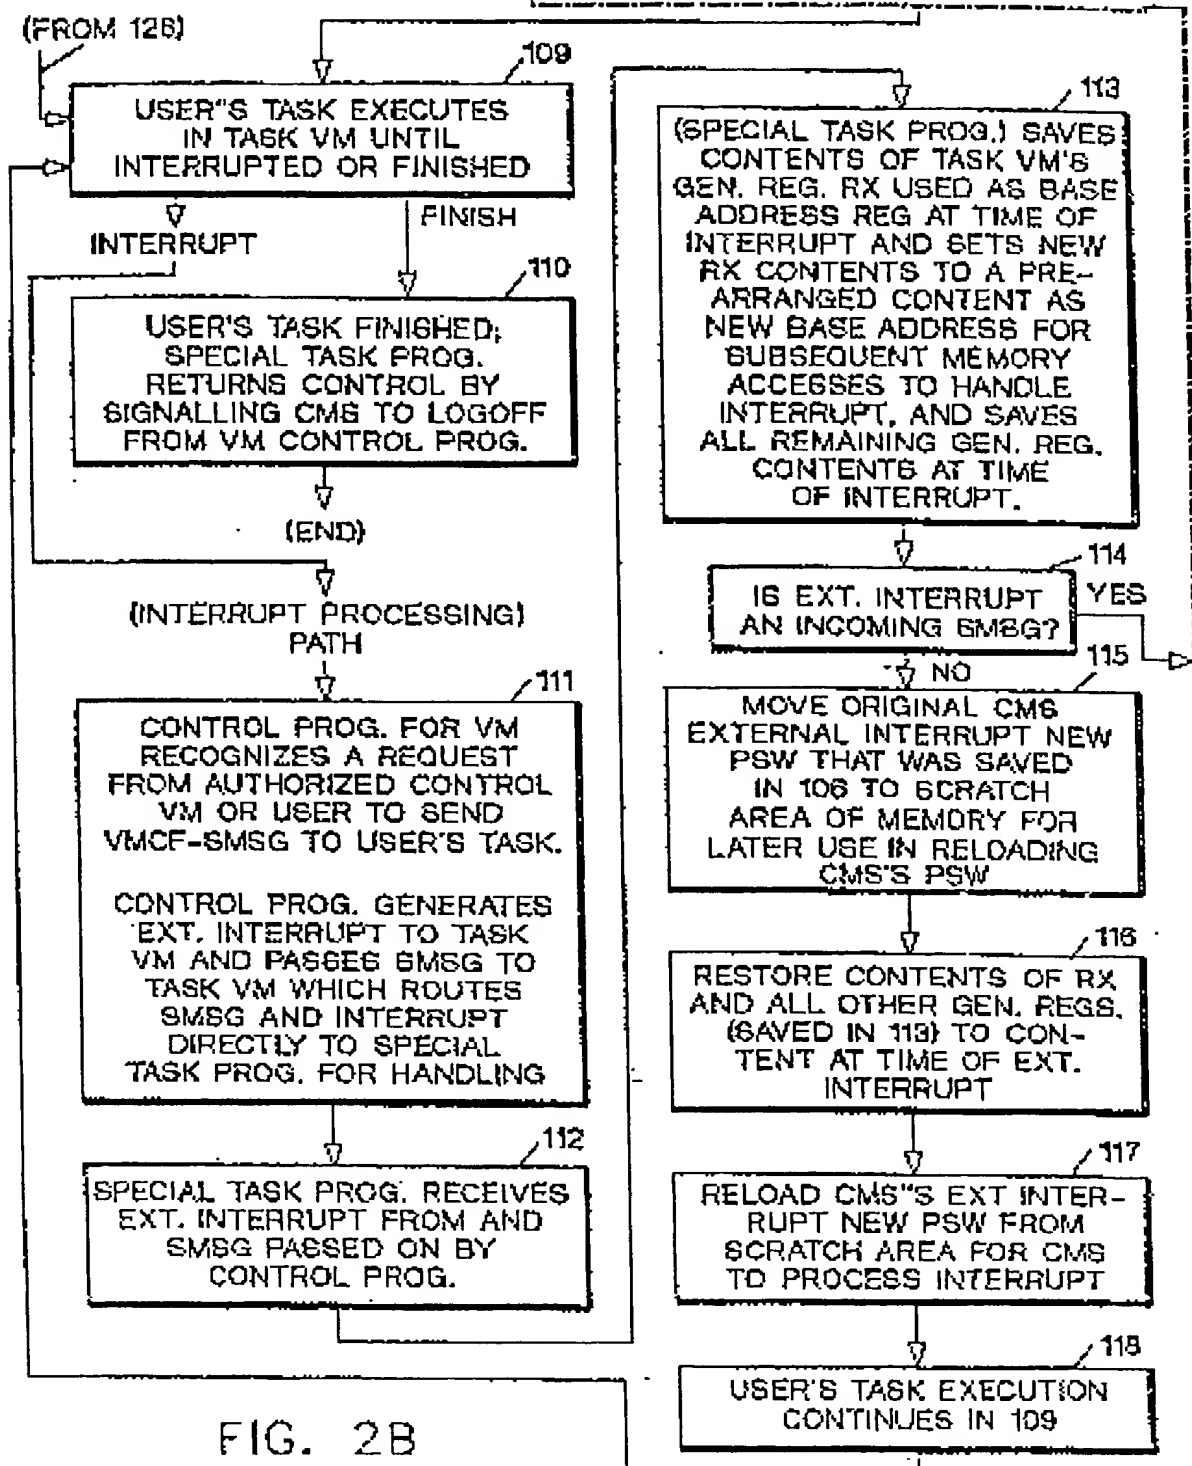 (FROM 126)
109
USER"S TASK EXECUTES
IN TASK VM UNTIL
INTERRUPTED OR FINISHED
INTERRUPT
FINISH
110
USER'S TASK FINISHED;
SPECIAL TASK PROG.
RETURNS CONTROL BY
SIGNALLING CMS TO LOGOFF
FROM VM CONTROL PROG.
(END)
(INTERRUPT PROCESSING)
PATH
111
CONTROL PROG. FOR VM
RECOGNIZES A REQUEST
FROM AUTHORIZED CONTROL
VM OR USER TO SEND
VMCF-SMSG TO USER'S TASK.
CONTROL PROG. GENERATES
EXT. INTERRUPT TO TASK
VM AND PASSES SMSG TO
TASK VM WHICH ROUTES
SMSG AND INTERRUPT
DIRECTLY TO SPECIAL
TASK PROG. FOR HANDLING
112
SPECIAL TASK PROG. RECEIVES
EXT. INTERRUPT FROM AND
SMSG PASSED ON BY
CONTROL PROG.
113
(SPECIAL TASK PROG.) SAVES
CONTENTS OF TASK VM'S
GEN. REG. RX USED AS BASE
ADDRESS REG AT TIME OF
INTERRUPT AND SETS NEW
RX CONTENTS TO A PRE-
ARRANGED CONTENT AS
NEW BASE ADDRESS FOR
SUBSEQUENT MEMORY
ACCESSES TO HANDLE
INTERRUPT, AND SAVES
ALL REMAINING GEN. REG.
CONTENTS AT TIME
OF INTERRUPT.
114
IS EXT. INTERRUPT
AN INCOMING SMSG?
YES
NO
115
MOVE ORIGINAL CMS
EXTERNAL INTERRUPT NEW
PSW THAT WAS SAVED
IN 106 TO SCRATCH
AREA OF MEMORY FOR
LATER USE IN RELOADING
CMS'S PSW
116
RESTORE CONTENTS OF RX
AND ALL OTHER GEN. REGS.
(SAVED IN 113) TO CON-
TENT AT TIME OF EXT.
INTERRUPT
117
RELOAD CMS"S EXT INTER-
RUPT NEW PSW FROM
SCRATCH AREA FOR CMS
TO PROCESS INTERRUPT
118
USER'S TASK EXECUTION
CONTINUES IN 109
FIG. 2B